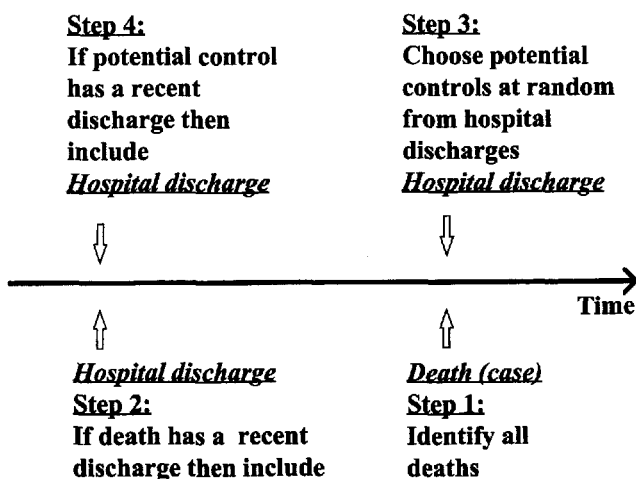 Step 4:
If potential control
has a recent
discharge then
include
Hospital discharge
Step 3:
Choose potential
controls at random
from hospital
discharges
Hospital discharge
Time
Hospital discharge
Step 2:
If death has a recent
discharge then include
Death (case)
Step 1:
Identify all
deaths